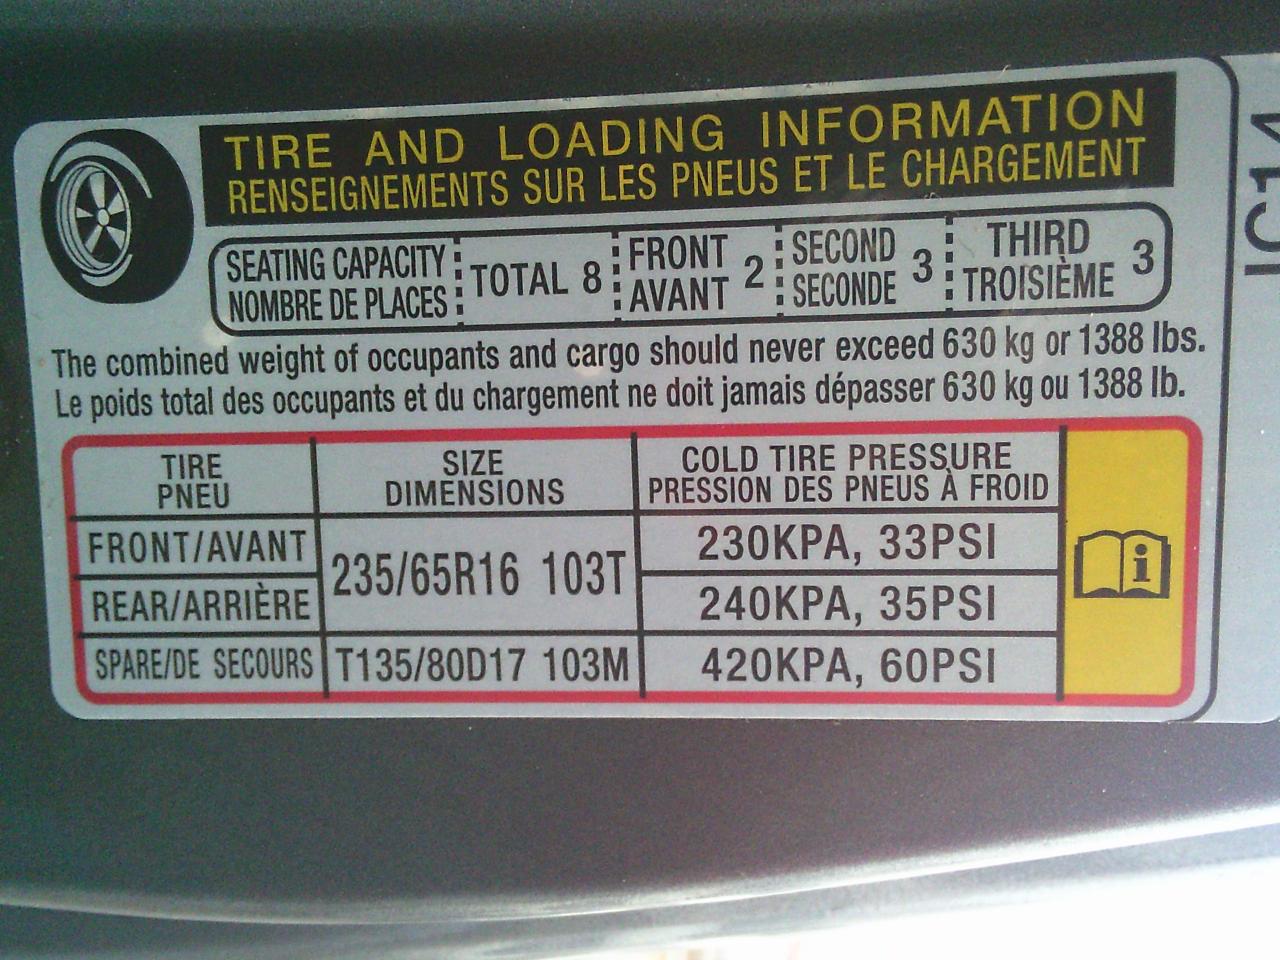 TIRE AND LOADING INFORMATION
RENSEIGNEMENTS SUR LES PNEUS ET LE CHARGEMENT
SEATING CAPACITY
NOMBRE DE PLACES
TOTAL 8
FRONT
AVANT
2
SECOND
SECONDE
3
THIRD
TROISIÈME
3
The combined weight of occupants and cargo should never exceed 630 kg or 1388 lbs.
Le poids total des occupants et du chargement ne doit jamais dépasser 630 kg ou 1388 lb.
TIRE
PNEU
SIZE
DIMENSIONS
COLD TIRE PRESSURE
PRESSION DES PNEUS À FROID
FRONT/AVANT
235/65R16 103T
230KPA, 33PSI
REAR/ARRIÈRE
240KPA, 35PSI
SPARE/DE SECOURS
T135/80D17 103M
420KPA, 60PSI
i